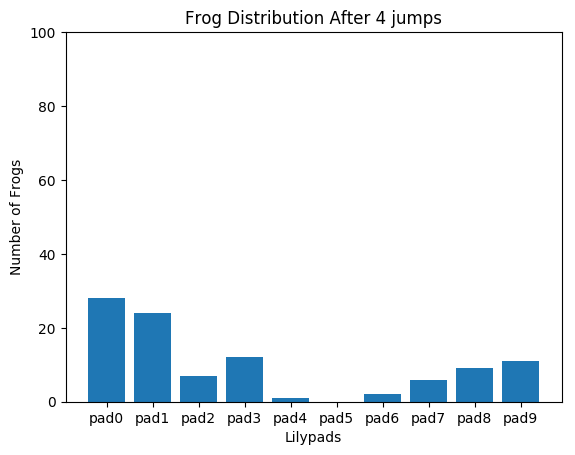 Frog Distribution After 4 jumps
100
80
60
40
20
0
Number of Frogs
pad0 pad1 pad2 pad3 pad4 pad5 pad6 pad7 pad8 pad9
Lilypads